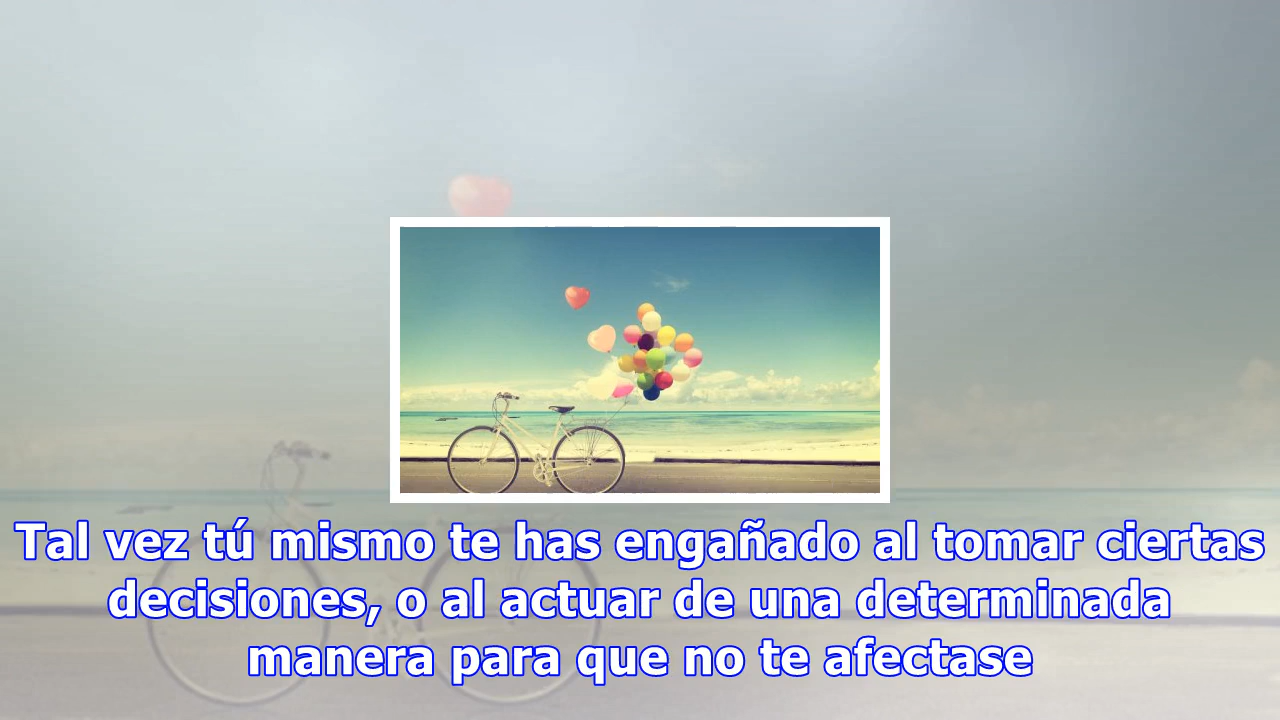 Tal vez tú mismo te has engañado al tomar ciertas
decisiones, o al actuar de una determinada
manera para que no te afectase